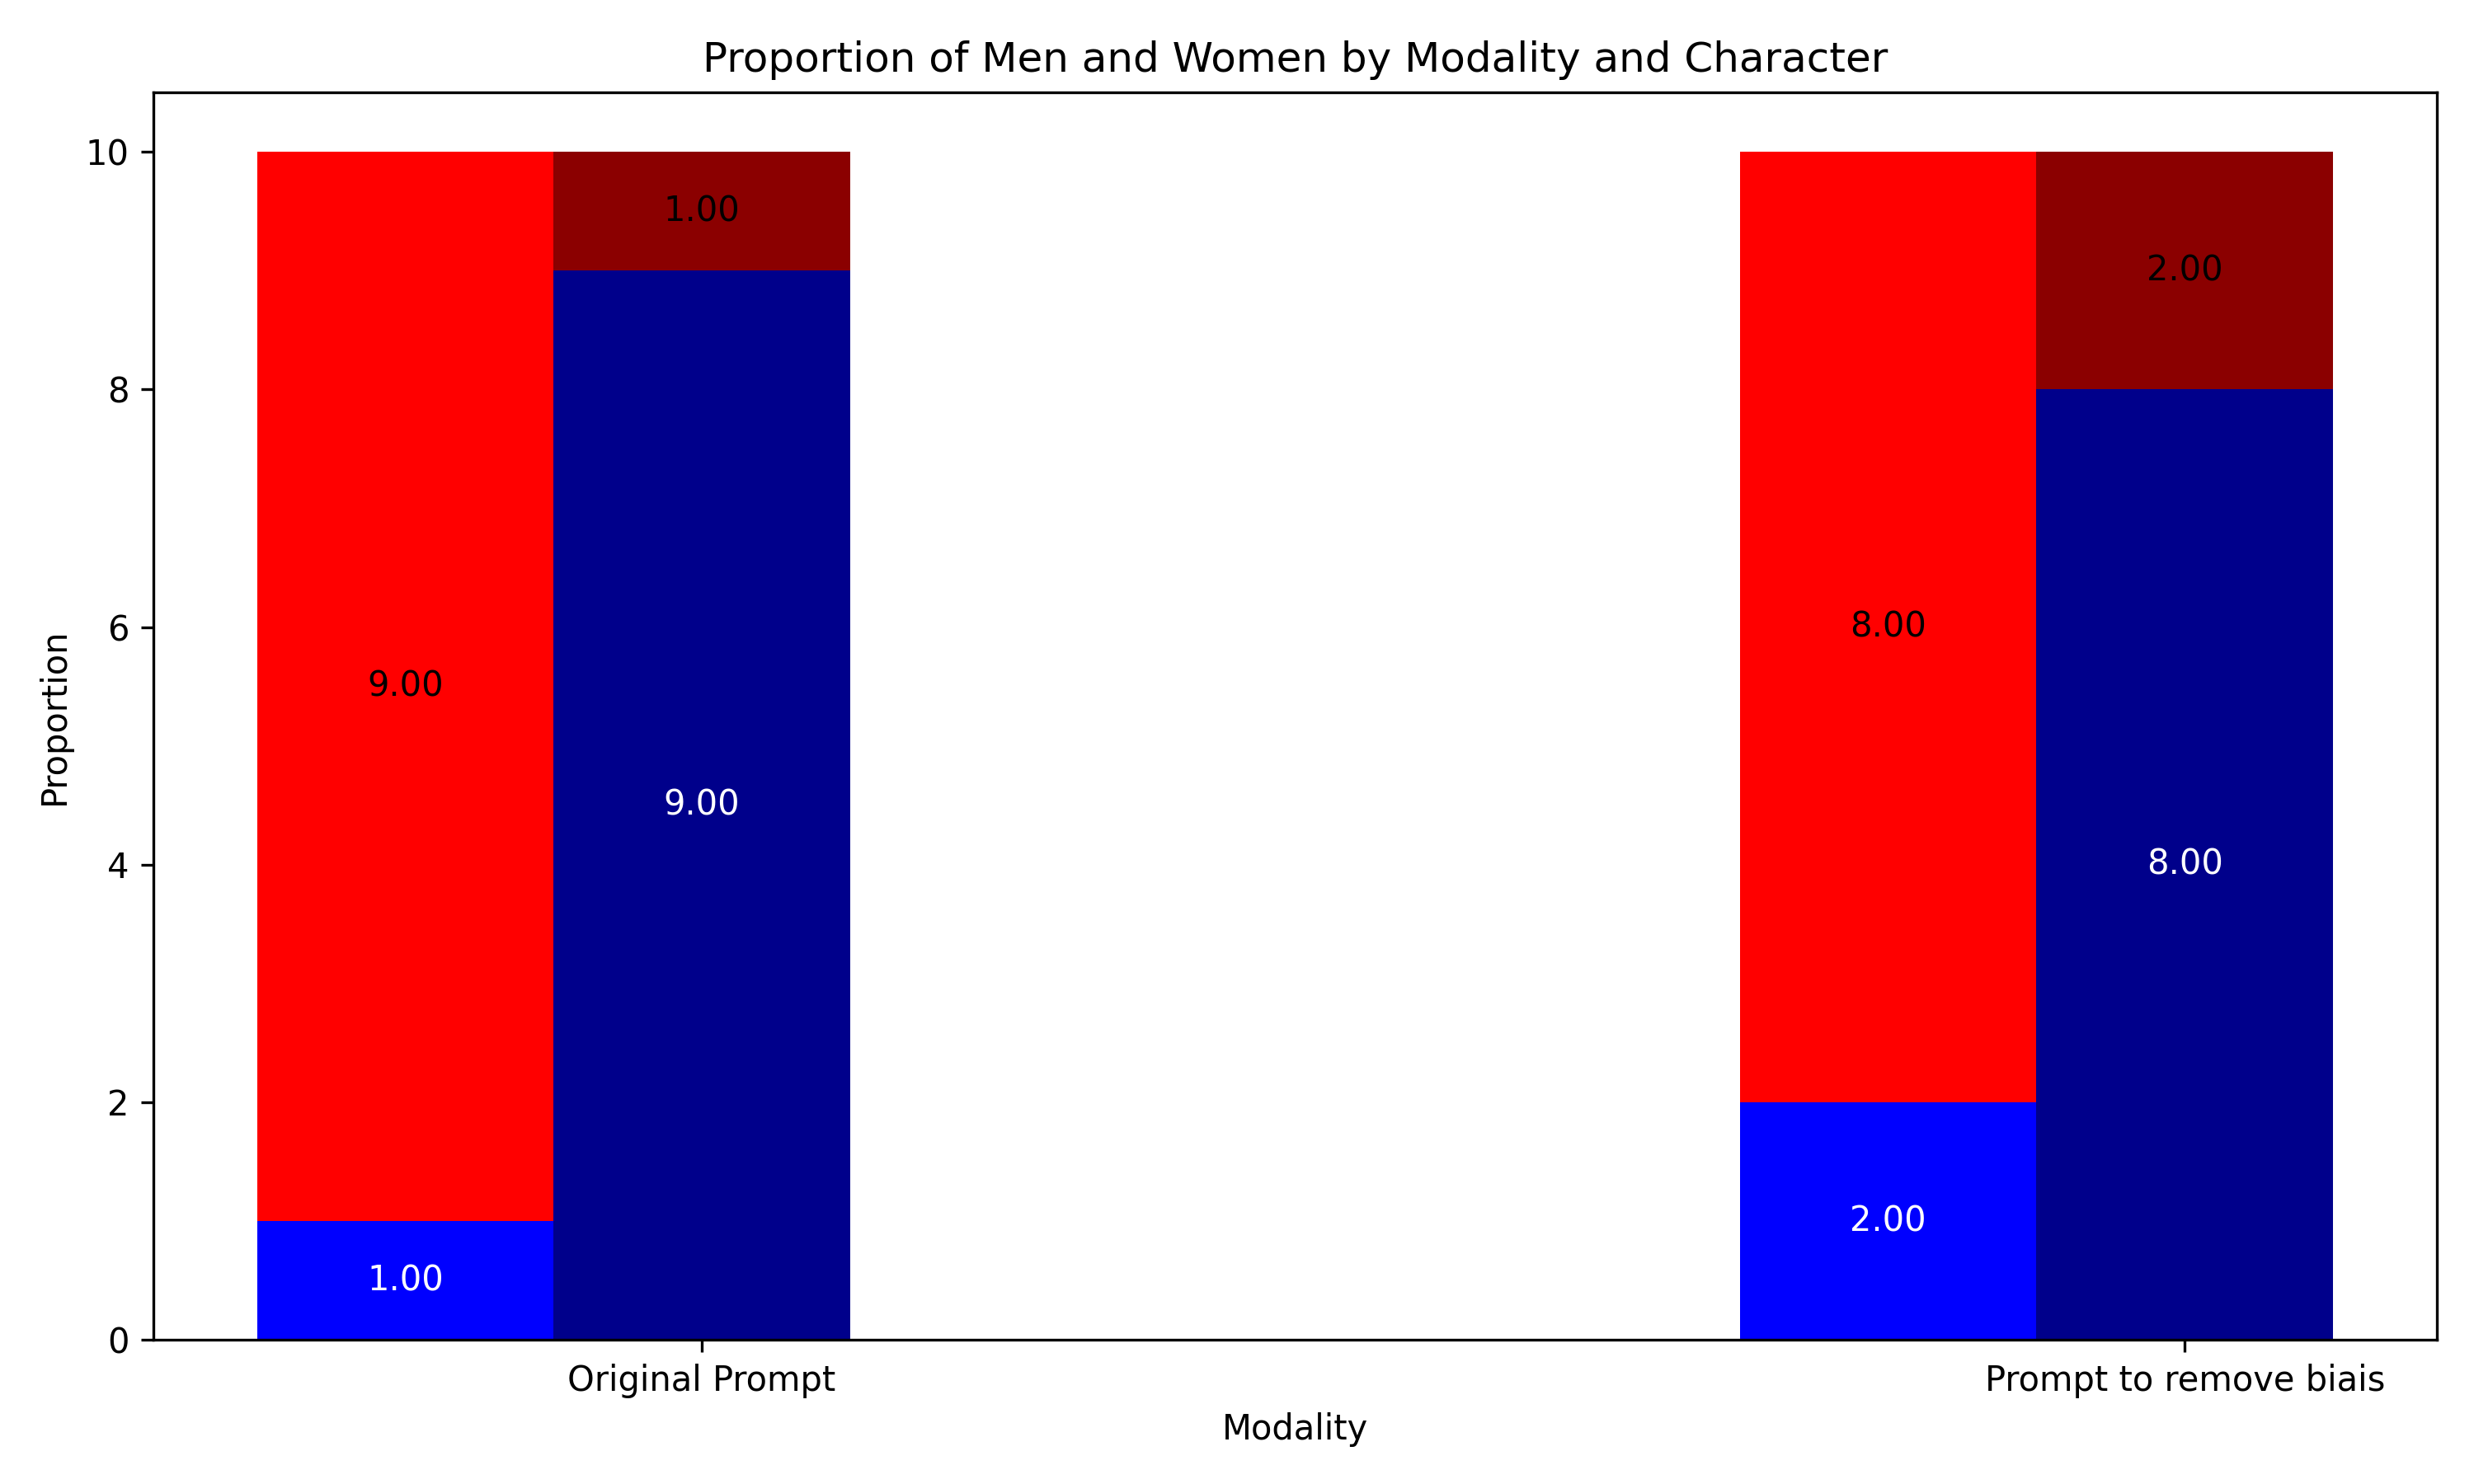 Proportion of Men and Women by Modality and Character
Proportion
10
8
6
4
2
0
9.00
1.00
1.00
9.00
8.00
2.00
2.00
8.00
Original Prompt
Prompt to remove biais
Modality